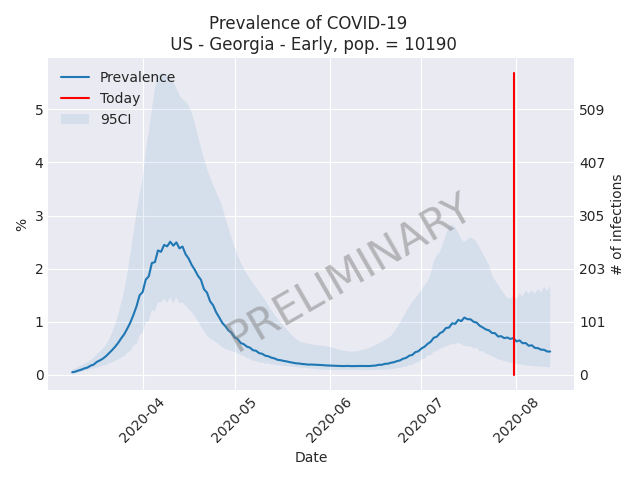 Prevalence of COVID-19
US - Georgia - Early, pop. = 10190
Prevalence
Today
95CI
5
4
3
2
1
0
%
509
407
305
203
101
0
# of infections
PRELIMINARY
2020-04
2020-05
2020-06
2020-07
2020-08
Date